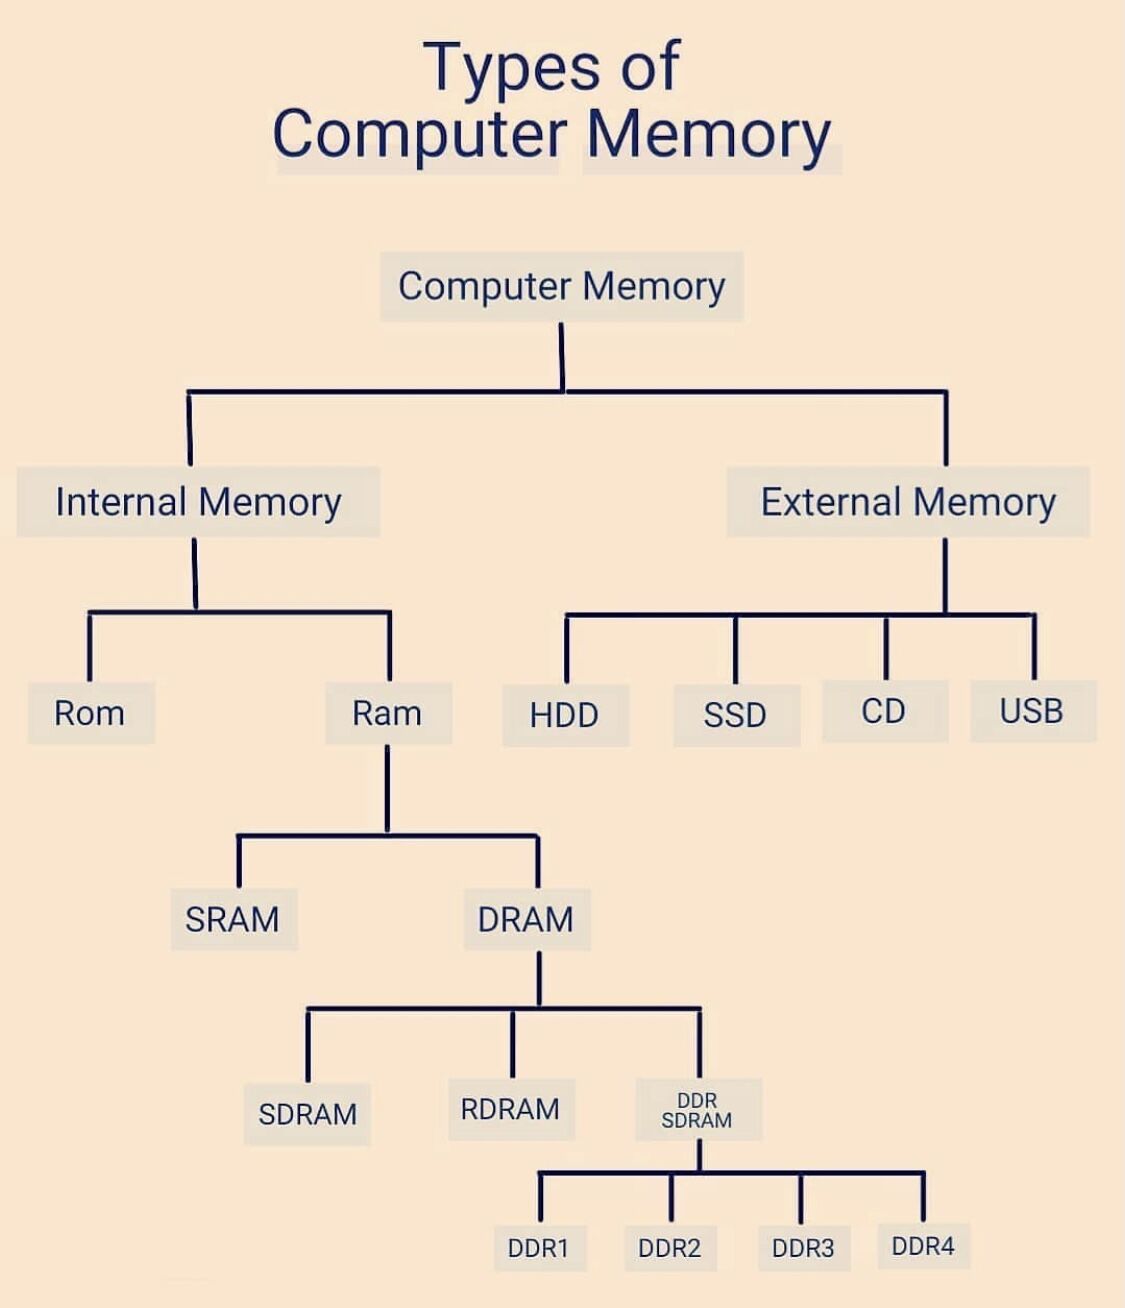 Types of
Computer Memory
Computer Memory
Internal Memory
External Memory
Rom
Ram
HDD
SSD
CD
USB
SRAM
DRAM
SDRAM
RDRAM
DDR
SDRAM
DDR1
DDR2
DDR3
DDR4